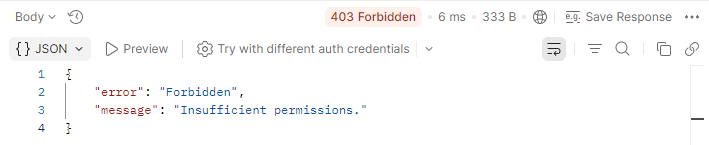 Body 403 Forbidden • 6 ms • 333 B e.g. Save Response
{} JSON Preview Try with different auth credentials
1 {
2 "error": "Forbidden",
3 "message": "Insufficient permissions."
4 }